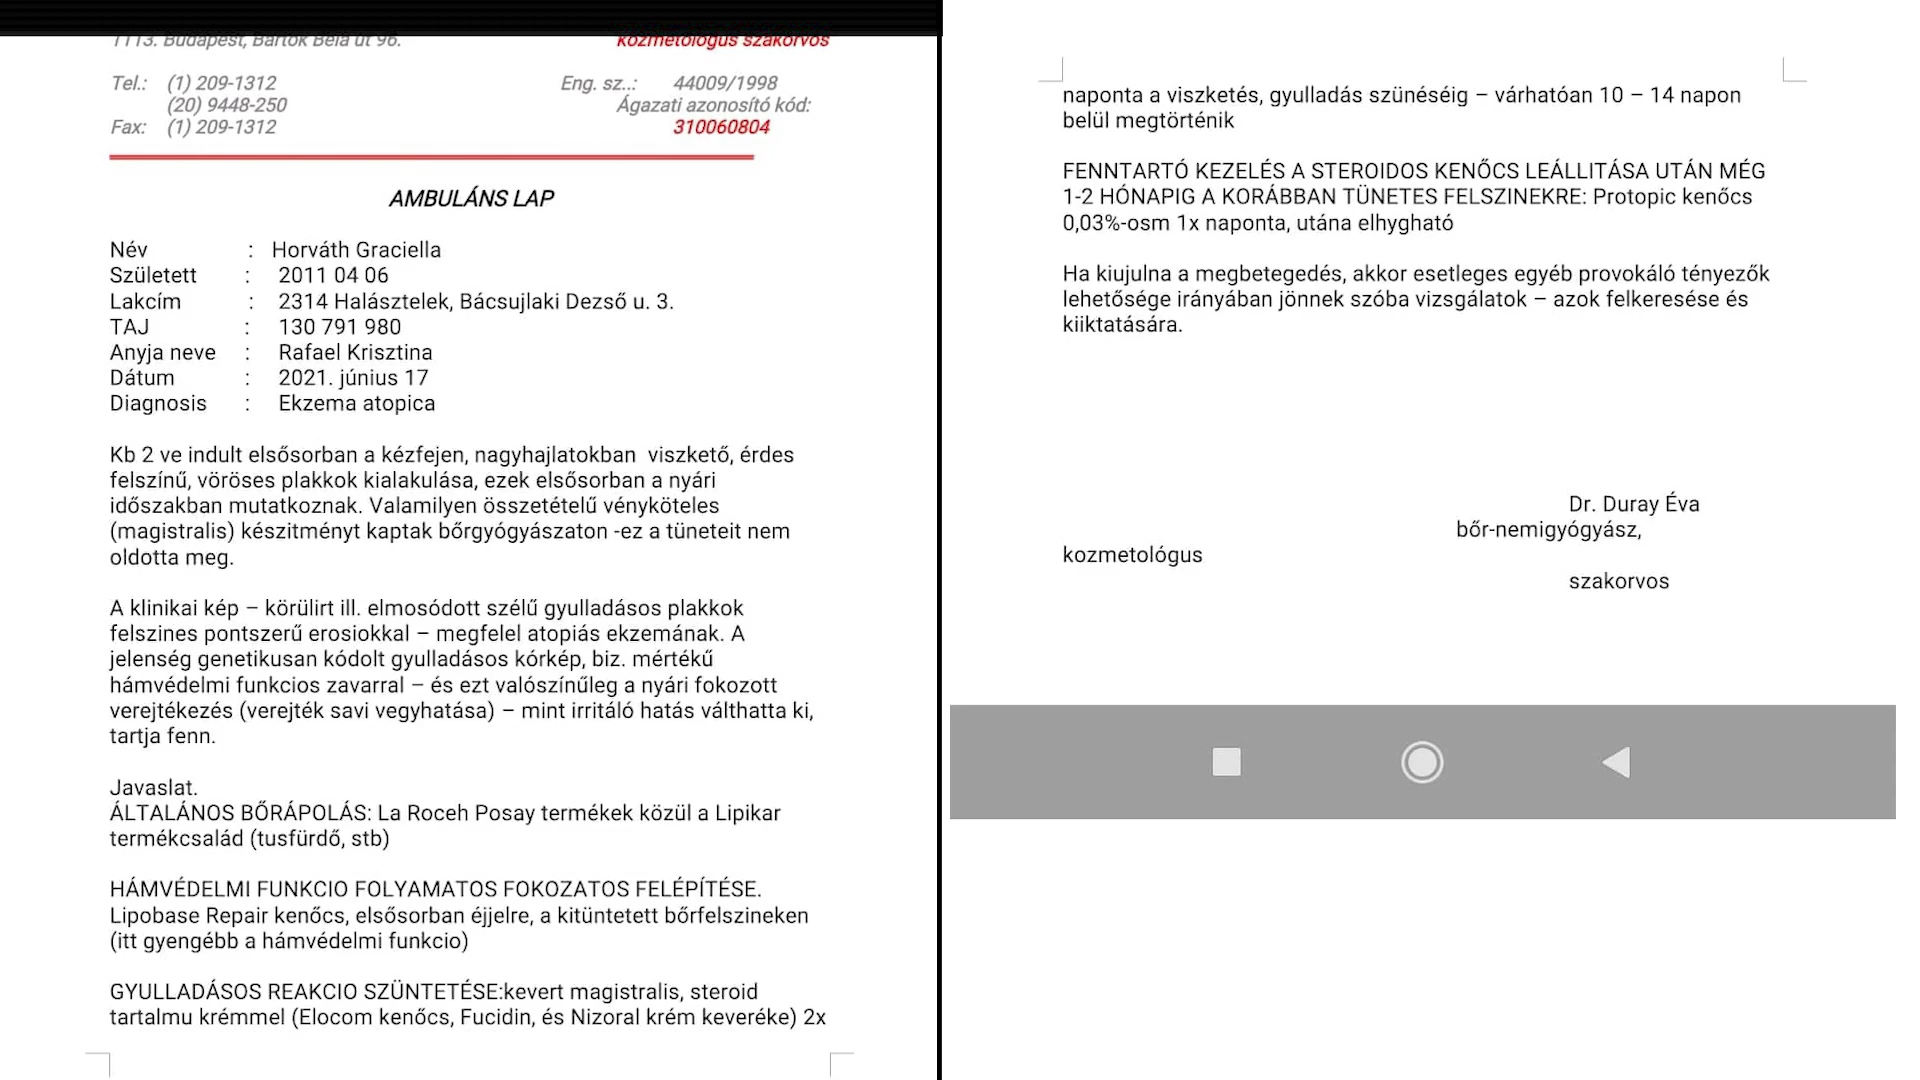 1113. Budapest, Bartók Béla út 96.
kozmetológus szakorvos
Tel.: (1) 209-1312
(20) 9448-250
Fax: (1) 209-1312
Eng. sz..: 44009/1998
Ágazati azonosító kód:
310060804
AMBULÁNS LAP
Név : Horváth Graciella
Született : 2011 04 06
Lakcím : 2314 Halásztelek, Bácsujlaki Dezső u. 3.
TAJ : 130 791 980
Anyja neve : Rafael Krisztina
Dátum : 2021. június 17
Diagnosis : Ekzema atopica
Kb 2 ve indult elsősorban a kézfejen, nagyhajlatokban viszkető, érdes
felszínű, vöröses plakkok kialakulása, ezek elsősorban a nyári
időszakban mutatkoznak. Valamilyen összetételű vényköteles
(magistralis) készitményt kaptak bőrgyógyászaton -ez a tüneteit nem
oldotta meg.
A klinikai kép – körülirt ill. elmosódott szélű gyulladásos plakkok
felszines pontszerű erosiokkal – megfelel atopiás ekzemának. A
jelenség genetikusan kódolt gyulladásos kórkép, biz. mértékű
hámvédelmi funkcios zavarral – és ezt valószínűleg a nyári fokozott
verejtékezés (verejték savi vegyhatása) – mint irritáló hatás válthatta ki,
tartja fenn.
Javaslat.
ÁLTALÁNOS BŐRÁPOLÁS: La Roceh Posay termékek közül a Lipikar
termékcsalád (tusfürdő, stb)
HÁMVÉDELMI FUNKCIO FOLYAMATOS FOKOZATOS FELÉPÍTÉSE.
Lipobase Repair kenőcs, elsősorban éjjelre, a kitüntetett bőrfelszineken
(itt gyengébb a hámvédelmi funkcio)
GYULLADÁSOS REAKCIO SZÜNTETÉSE:kevert magistralis, steroid
tartalmu krémmel (Elocom kenőcs, Fucidin, és Nizoral krém keveréke) 2x
naponta a viszketés, gyulladás szünéséig – várhatóan 10 – 14 napon
belül megtörténik
FENNTARTÓ KEZELÉS A STEROIDOS KENŐCS LEÁLLITÁSA UTÁN MÉG
1-2 HÓNAPIG A KORÁBBAN TÜNETES FELSZINEKRE: Protopic kenőcs
0,03%-osm 1x naponta, utána elhygható
Ha kiujulna a megbetegedés, akkor esetleges egyéb provokáló tényezők
lehetősége irányában jönnek szóba vizsgálatok – azok felkeresése és
kiiktatására.
Dr. Duray Éva
bőr-nemigyógyász,
kozmetológus
szakorvos